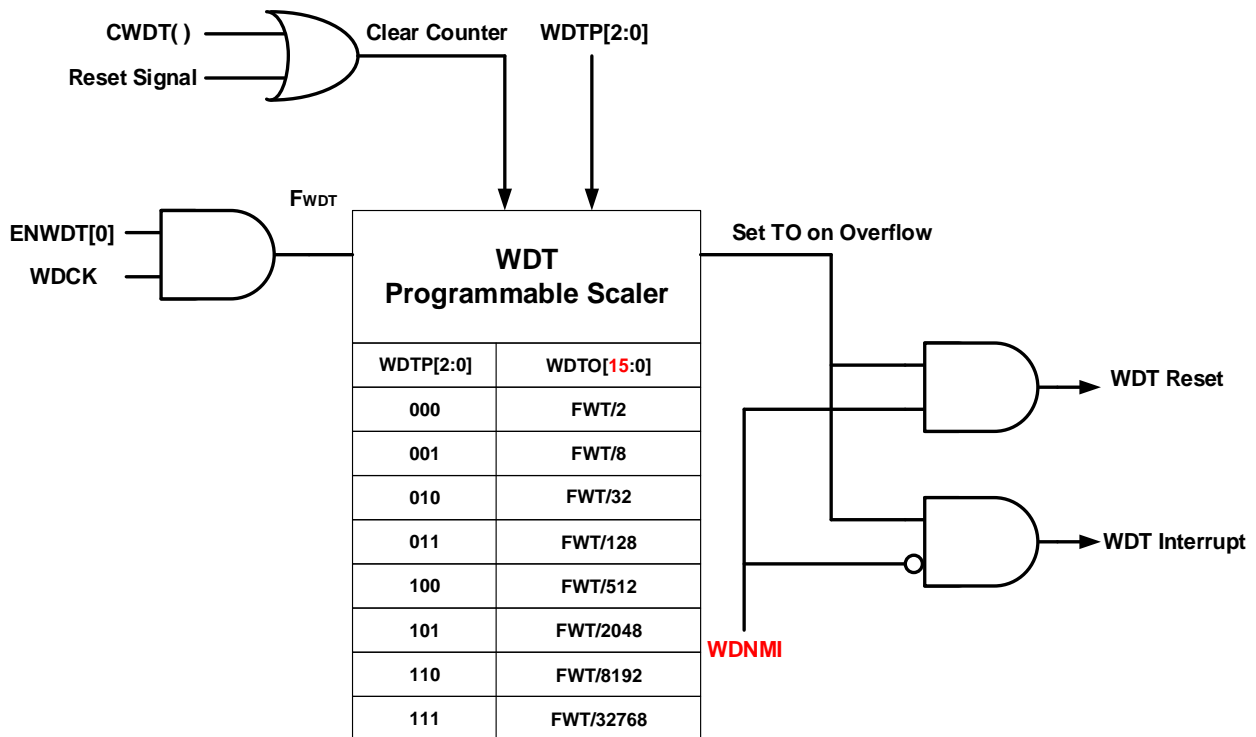 CWDT( )
Clear Counter
WDTP[2:0]
Reset Signal
FWDT
ENWDT[0]
WDCK
WDT
Programmable Scaler
Set TO on Overflow
WDTP[2:0] WDTO[15:0]
000 FWT/2
001 FWT/8
010 FWT/32
011 FWT/128
100 FWT/512
101 FWT/2048
110 FWT/8192
111 FWT/32768
WDT Reset
WDT Interrupt
WDNMI